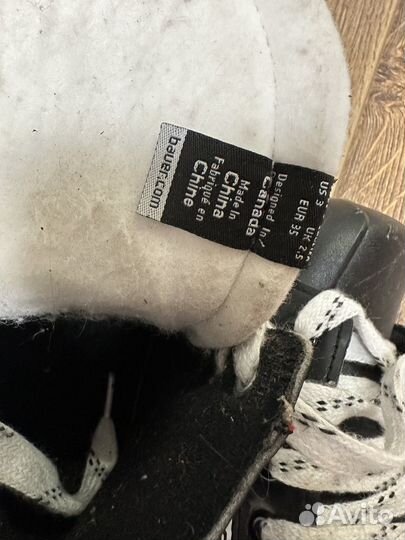 bauer.com
Designed in/
Canada
Made in
China
Fabriqué en
Chine
US 3
UK 2.5
EUR 35
Avito